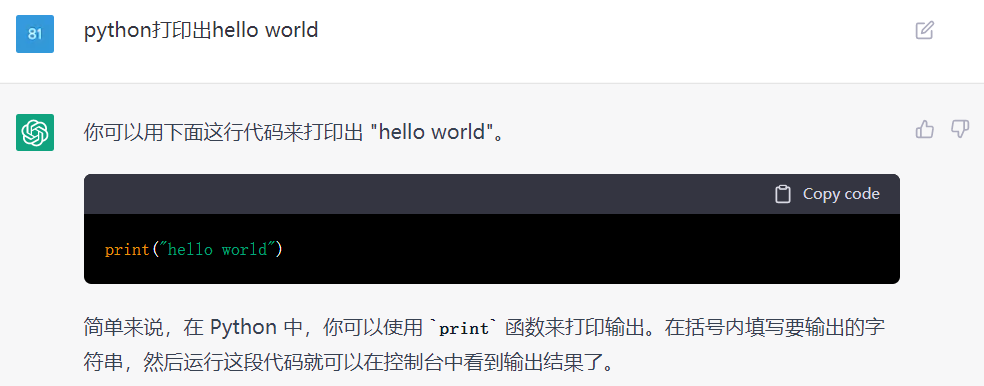 81
python打印出hello world
你可以用下面这行代码来打印出 "hello world"。
Copy code
print("hello world")
简单来说，在 Python 中，你可以使用 `print` 函数来打印输出。在括号内填写要输出的字
符串，然后运行这段代码就可以在控制台中看到输出结果了。